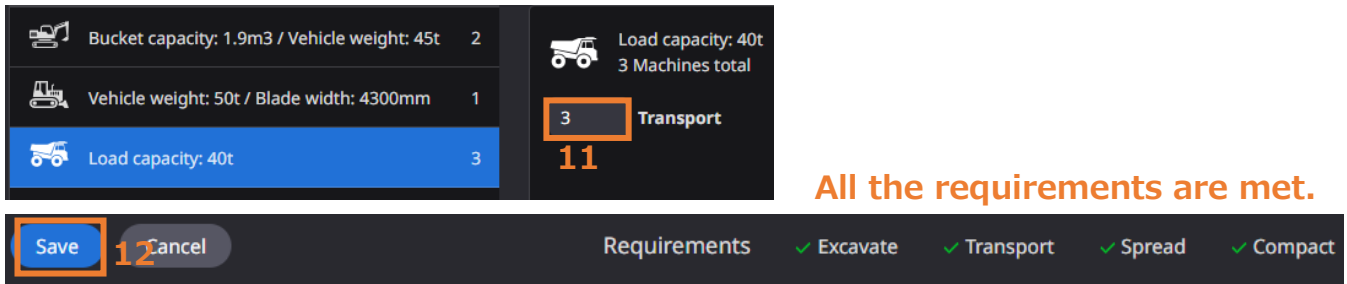 Bucket capacity: 1.9m3 / Vehicle weight: 45t 2
Vehicle weight: 50t / Blade width: 4300mm 1
Load capacity: 40t 3
Load capacity: 40t
3 Machines total
3 Transport
11
All the requirements are met.
Save 12 Cancel Requirements Excavate Transport Spread Compact